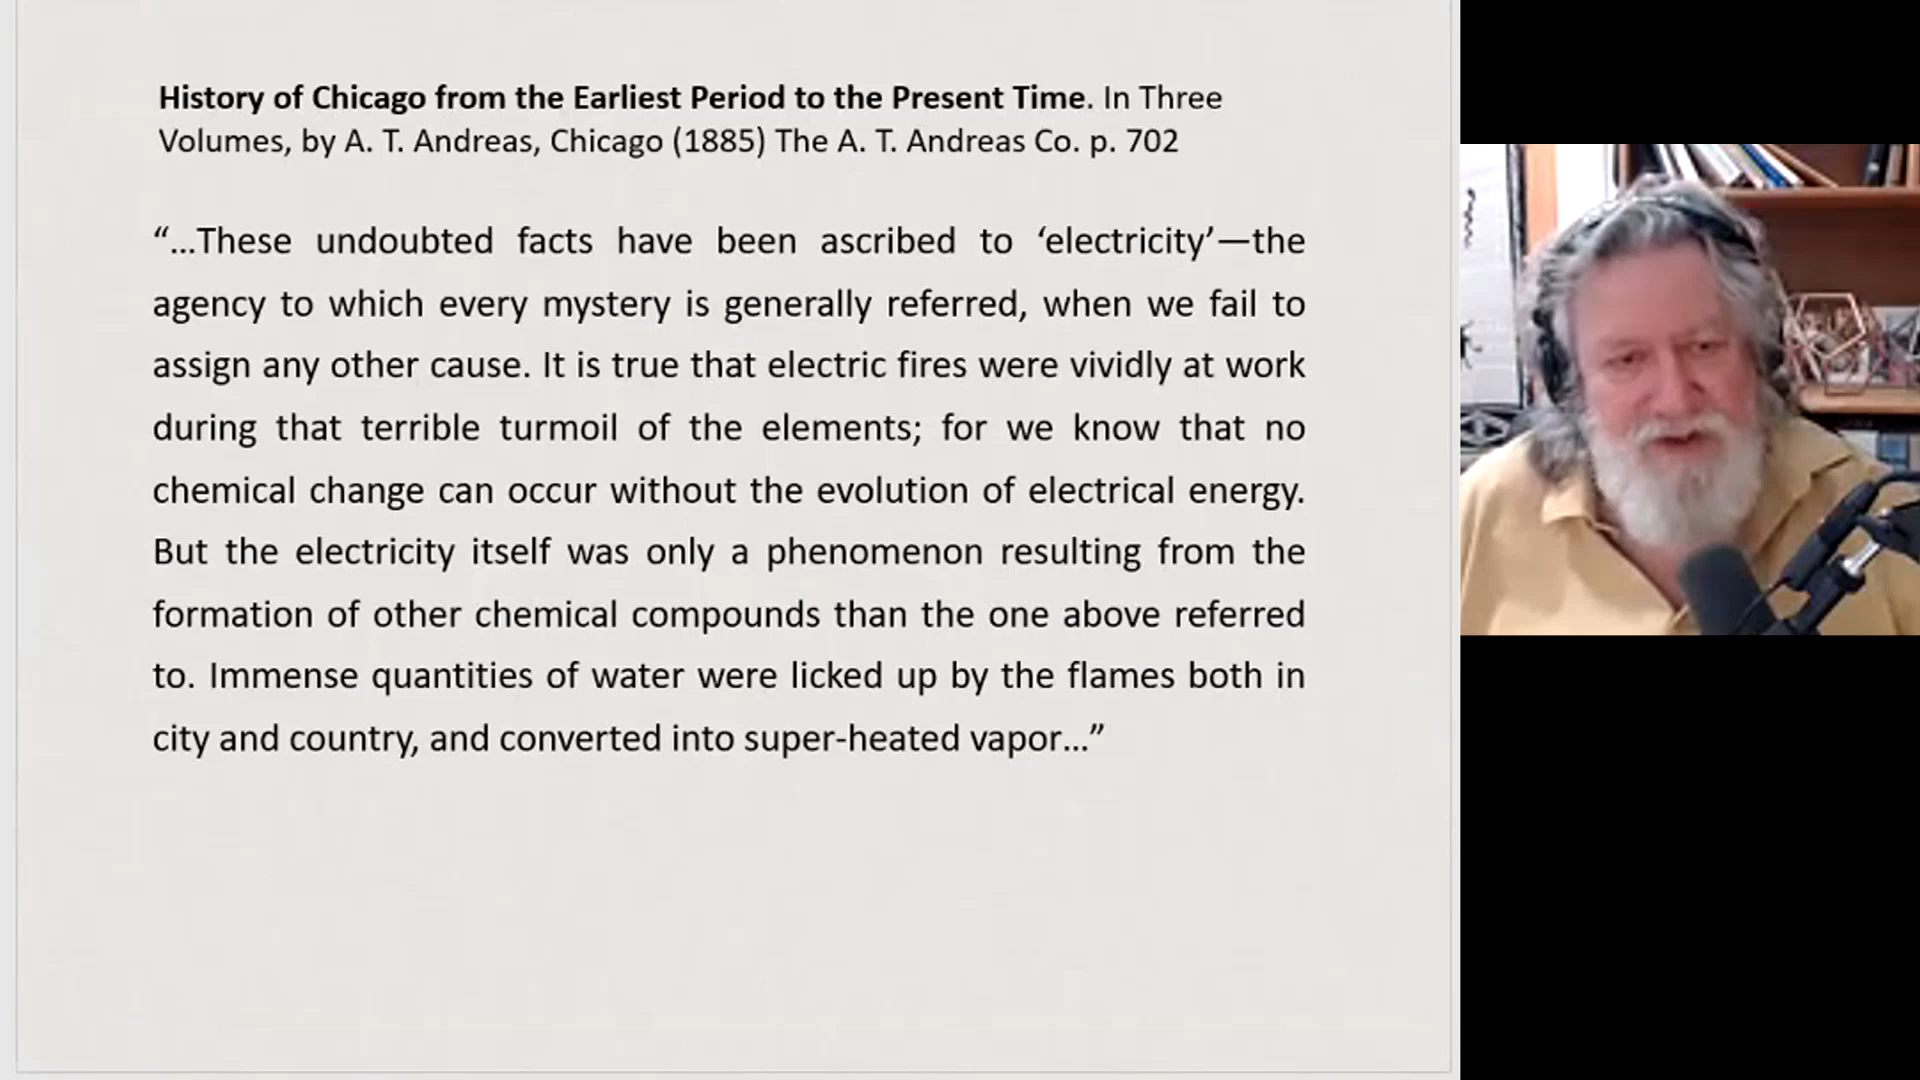 History of Chicago from the Earliest Period to the Present Time. In Three
Volumes, by A. T. Andreas, Chicago (1885) The A. T. Andreas Co. p. 702
“…These undoubted facts have been ascribed to ‘electricity’—the
agency to which every mystery is generally referred, when we fail to
assign any other cause. It is true that electric fires were vividly at work
during that terrible turmoil of the elements; for we know that no
chemical change can occur without the evolution of electrical energy.
But the electricity itself was only a phenomenon resulting from the
formation of other chemical compounds than the one above referred
to. Immense quantities of water were licked up by the flames both in
city and country, and converted into super-heated vapor…”